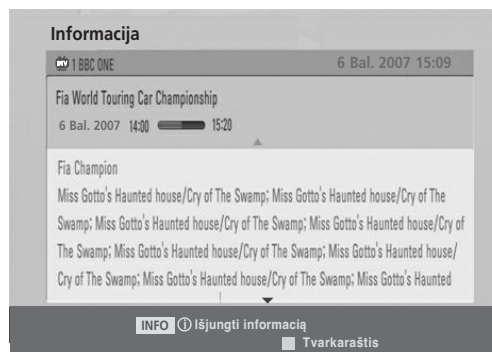 Informacija
DTV 1 BBC ONE 6 Bal. 2007 15:09
Fia World Touring Car Championship
6 Bal. 2007 14:00 15:20
Fia Champion
Miss Gotto's Haunted house/Cry of The Swamp; Miss Gotto's Haunted house/Cry of The
Swamp; Miss Gotto's Haunted house/Cry of The Swamp; Miss Gotto's Haunted house/Cry of
The Swamp; Miss Gotto's Haunted house/Cry of The Swamp; Miss Gotto's Haunted house/
Cry of The Swamp; Miss Gotto's Haunted house/Cry of The Swamp; Miss Gotto's Haunted
INFO i Išjungti informacią
Tvarkaraštis